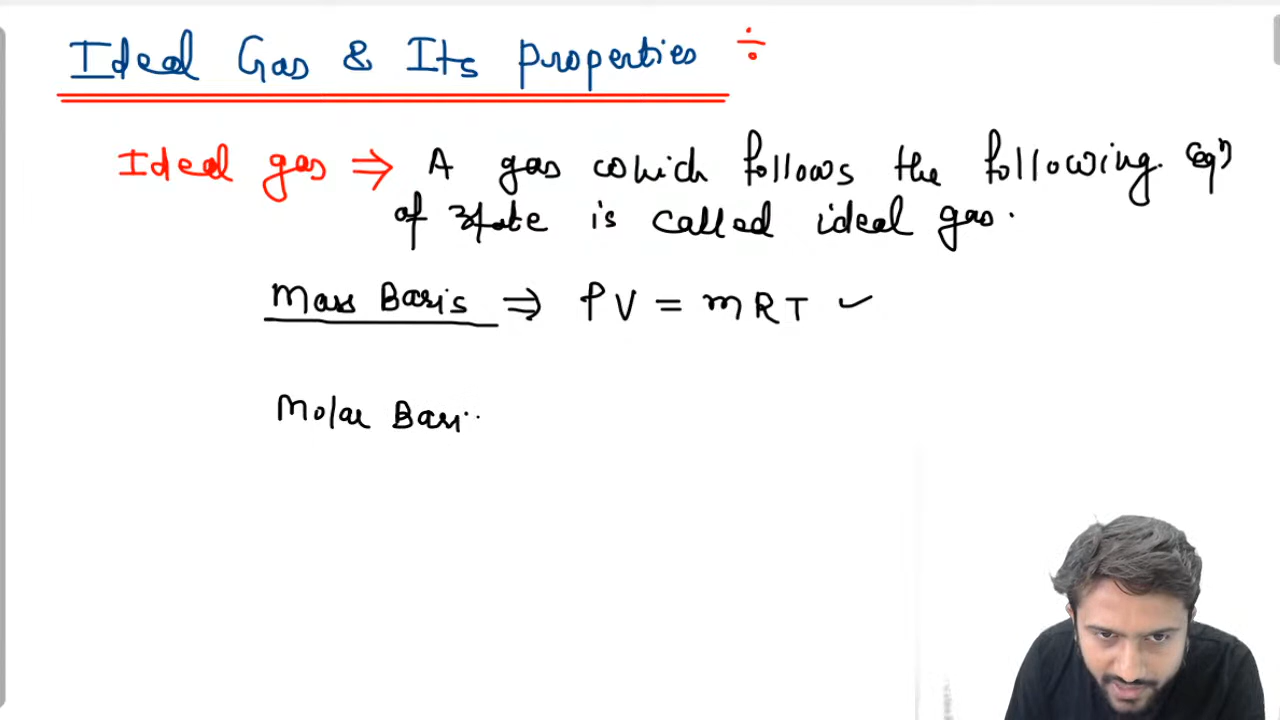 Ideal Gas & Its properties ÷
Ideal gas ⇒ A gas which follows the following eqn
of state is called ideal gas.
Mass Basis ⇒ PV = mRT ✓
Molar Basi